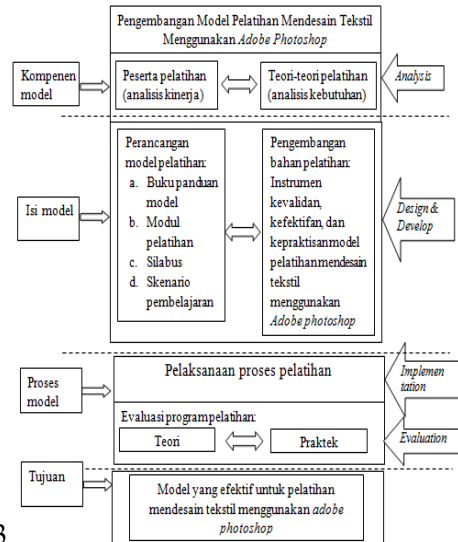 Pengembangan Model Pelatihan Mendesain Tekstil
Menggunakan Adobe Photoshop
Kompenen
model
Peserta pelatihan
(analisis kinerja)
Teori-teori pelatihan
(analisis kebutuhan)
Analysis
Isi model
Perancangan
model pelatihan:
a. Buku panduan
model
b. Modul
pelatihan
c. Silabus
d. Skenario
pembelajaran
Pengembangan
bahan pelatihan:
Instrumen
kevalidan,
kefektifan, dan
kepraktisan model
pelatihan mendesain
tekstil
menggunakan
Adobe photoshop
Design &
Develop
Proses
model
Pelaksanaan proses pelatihan
Implemen
tation
Evaluasi program pelatihan:
Teori
Praktek
Evaluation
Tujuan
Model yang efektif untuk pelatihan
mendesain tekstil menggunakan adobe
photoshop